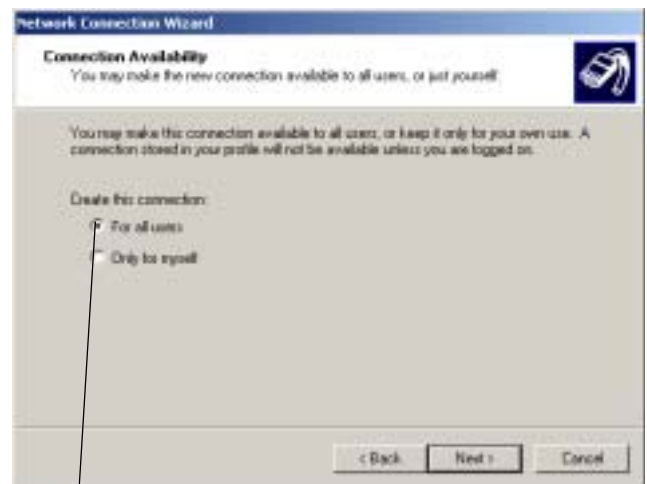 Network Connection Wizard
Connection Availability
You may make the new connection available to all users, or just yourself.
You may make this connection available to all users, or keep it only for your own use. A
connection stored in your profile will not be available unless you are logged on.
Create this connection:
For all users
Only for myself
< Back
Next >
Cancel